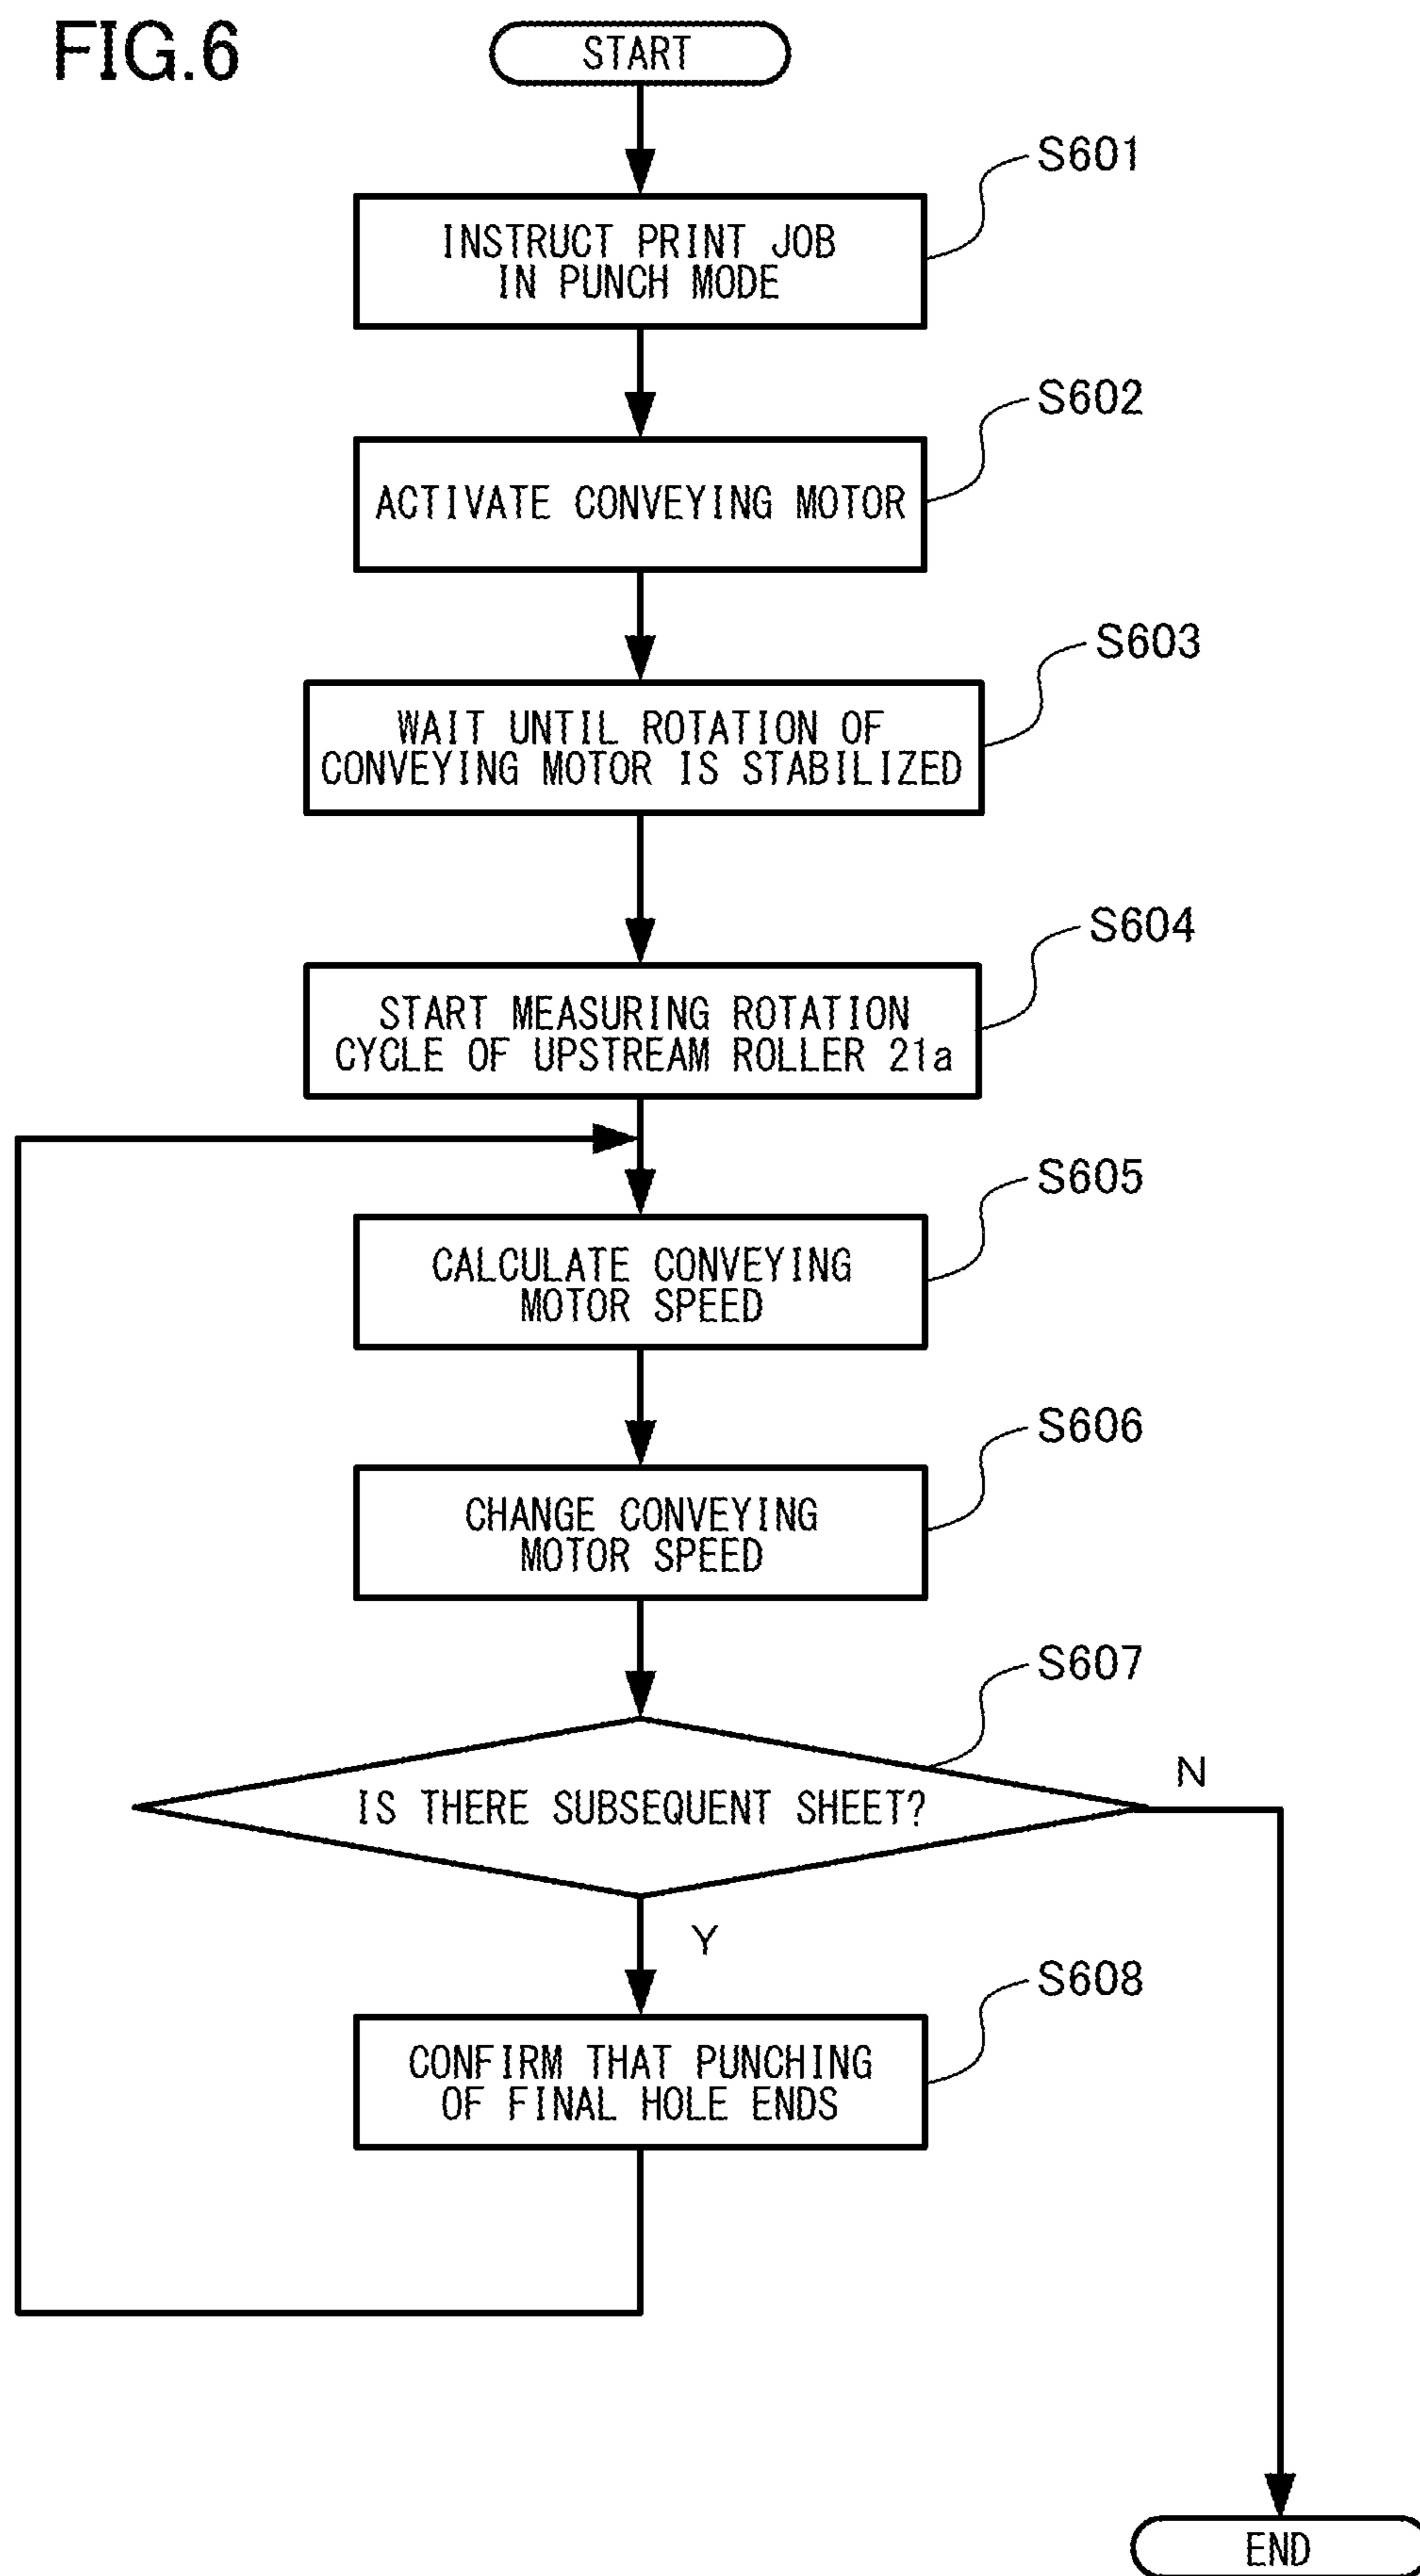 FIG.6
START
S601
INSTRUCT PRINT JOB
IN PUNCH MODE
S602
ACTIVATE CONVEYING MOTOR
S603
WAIT UNTIL ROTATION OF
CONVEYING MOTOR IS STABILIZED
S604
START MEASURING ROTATION
CYCLE OF UPSTREAM ROLLER 21a
S605
CALCULATE CONVEYING
MOTOR SPEED
S606
CHANGE CONVEYING
MOTOR SPEED
S607
IS THERE SUBSEQUENT SHEET?
N
Y
S608
CONFIRM THAT PUNCHING
OF FINAL HOLE ENDS
END